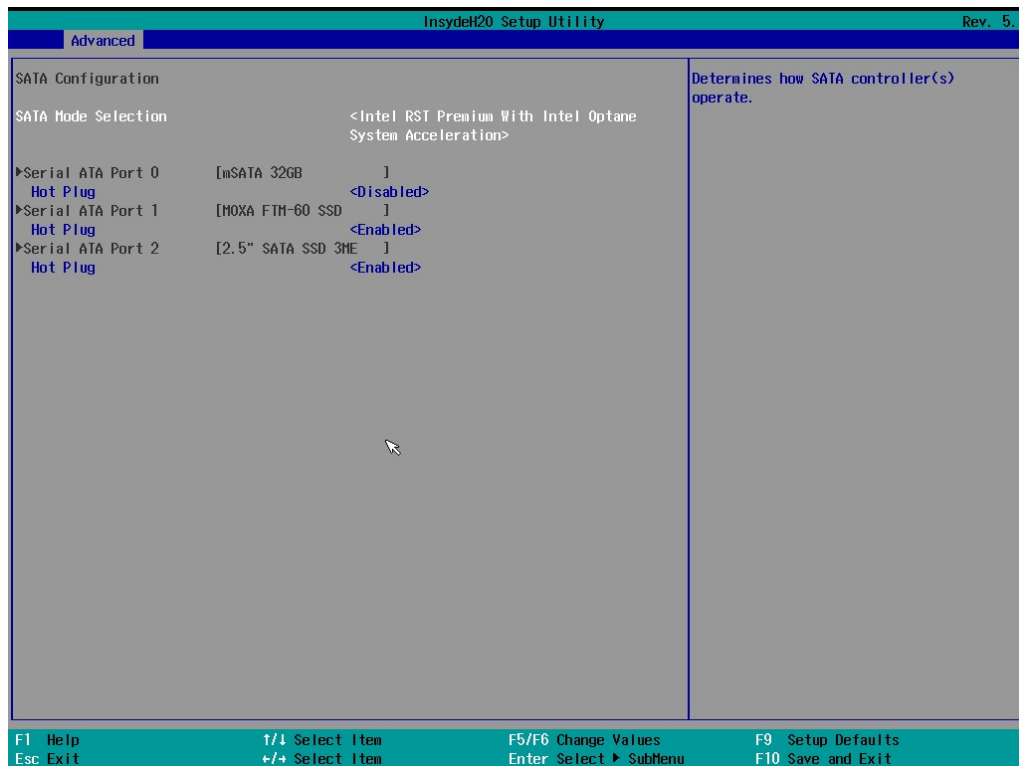 InsydeH20 Setup Utility Rev. 5.
Advanced
SATA Configuration
SATA Mode Selection <Intel RST Premium With Intel Optane
System Acceleration>
▶Serial ATA Port 0 [mSATA 32GB ]
Hot Plug <Disabled>
▶Serial ATA Port 1 [MOXA FTM-60 SSD ]
Hot Plug <Enabled>
▶Serial ATA Port 2 [2.5" SATA SSD 3ME ]
Hot Plug <Enabled>
Determines how SATA controller(s)
operate.
F1 Help ↑/↓ Select Item F5/F6 Change Values F9 Setup Defaults
Esc Exit ←/→ Select Item Enter Select ▶ SubMenu F10 Save and Exit